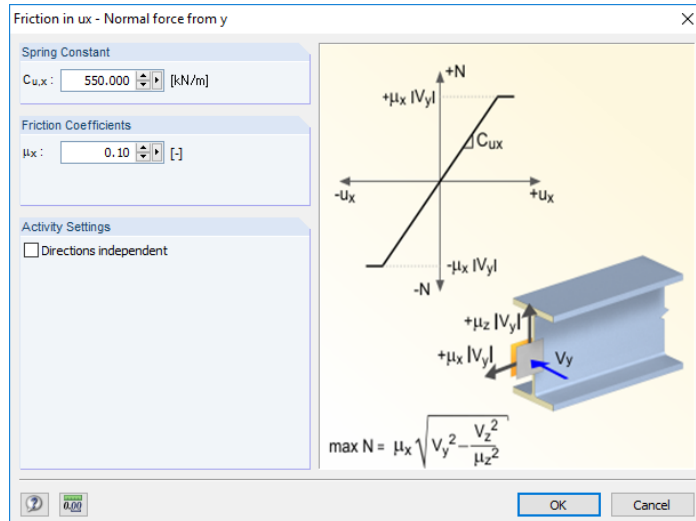 Friction in ux - Normal force from y
Spring Constant
Cu,x : 550.000 [kN/m]
Friction Coefficients
μx : 0.10 [-]
Activity Settings
Directions independent
+N
+μx |Vy|
Cux
-ux
+ux
-μx |Vy|
-N
+μz |Vy|
+μx |Vy|
Vy
max N = μx √(Vy² - Vz²/μz²)
0.00
OK
Cancel